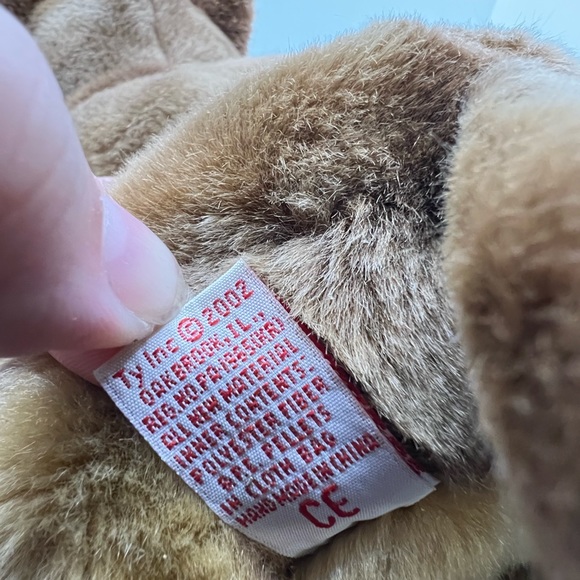 Ty Inc © 2002
OAK BROOK, IL.,
REG NO. PA-1965(KR)
ALL NEW MATERIAL
INNER CONTENTS:
POLYESTER FIBER
& P.E. PELLETS
IN CLOTH BAG
HAND MADE IN CHINA
CE